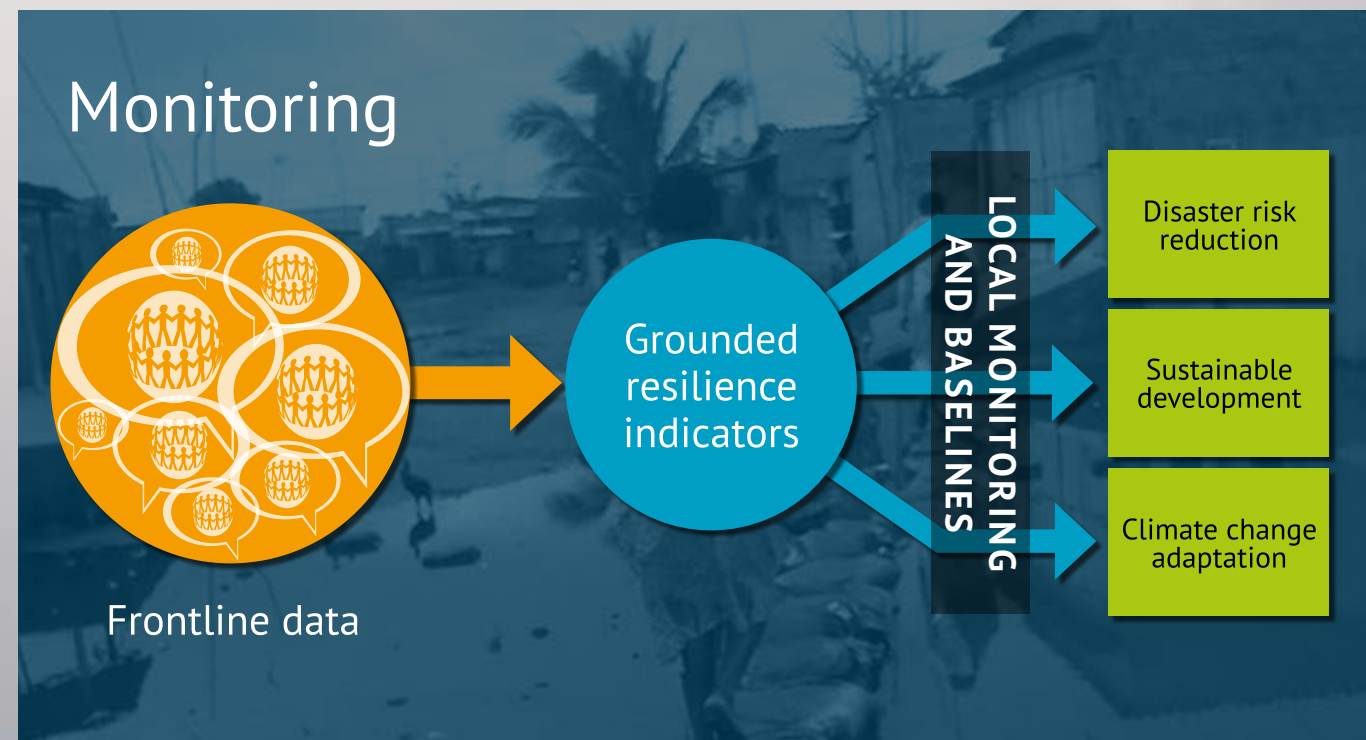 Monitoring
Frontline data
Grounded
resilience
indicators
LOCAL MONITORING
AND BASELINES
Disaster risk
reduction
Sustainable
development
Climate change
adaptation